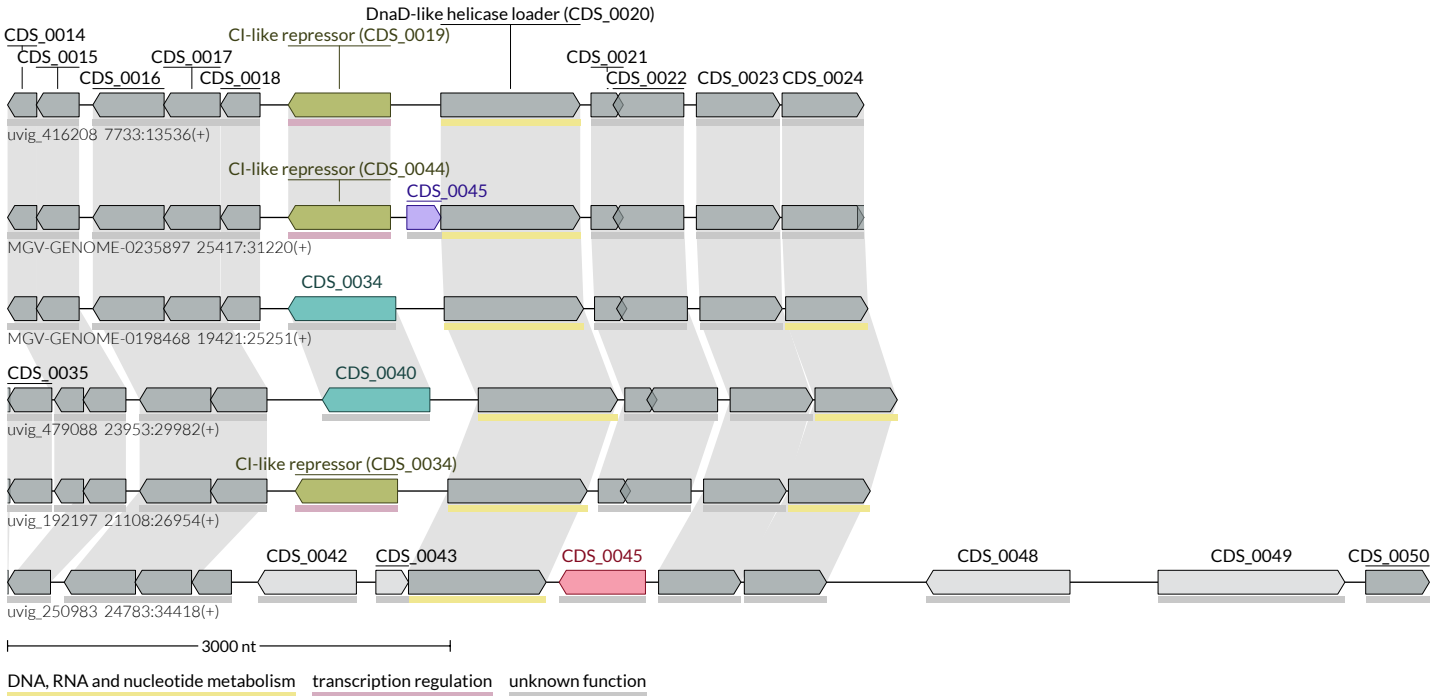 DnaD-like helicase loader (CDS_0020)
CDS_0014
CI-like repressor (CDS_0019)
CDS_0015
CDS_0017
CDS_0021
CDS_0016
CDS_0018
CDS_0022
CDS_0023
CDS_0024
uvig_416208 7733:13536(+)
CI-like repressor (CDS_0044)
CDS_0045
MGV-GENOME-0235897 25417:31220(+)
CDS_0034
MGV-GENOME-0198468 19421:25251(+)
CDS_0035
CDS_0040
uvig_479088 23953:29982(+)
CI-like repressor (CDS_0034)
uvig_192197 21108:26954(+)
CDS_0042
CDS_0043
CDS_0045
CDS_0048
CDS_0049
CDS_0050
uvig_250983 24783:34418(+)
3000 nt
DNA, RNA and nucleotide metabolism
transcription regulation
unknown function